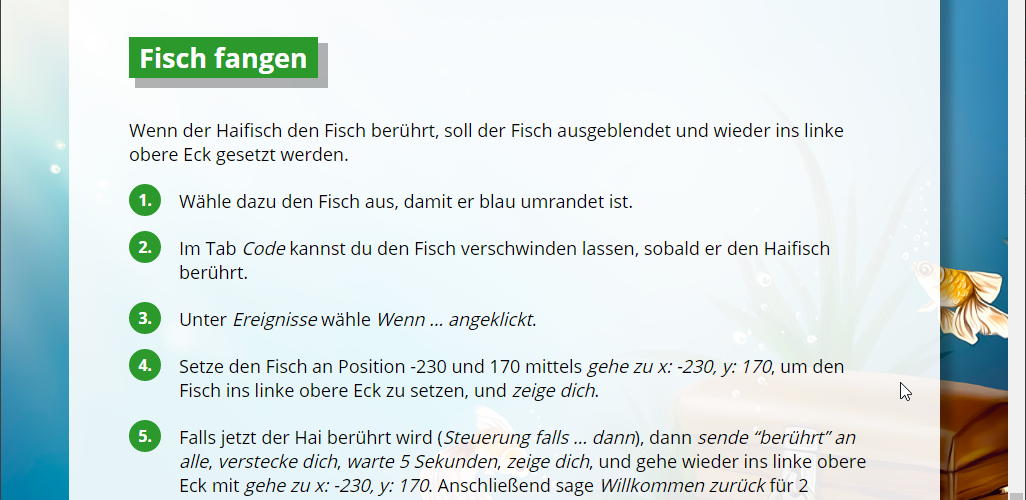 Fisch fangen
Wenn der Haifisch den Fisch berührt, soll der Fisch ausgeblendet und wieder ins linke
obere Eck gesetzt werden.
1. Wähle dazu den Fisch aus, damit er blau umrandet ist.
2. Im Tab Code kannst du den Fisch verschwinden lassen, sobald er den Haifisch
berührt.
3. Unter Ereignisse wähle Wenn ... angeklickt.
4. Setze den Fisch an Position -230 und 170 mittels gehe zu x: -230, y: 170, um den
Fisch ins linke obere Eck zu setzen, und zeige dich.
5. Falls jetzt der Hai berührt wird (Steuerung falls ... dann), dann sende “berührt” an
alle, verstecke dich, warte 5 Sekunden, zeige dich, und gehe wieder ins linke obere
Eck mit gehe zu x: -230, y: 170. Anschließend sage Willkommen zurück für 2